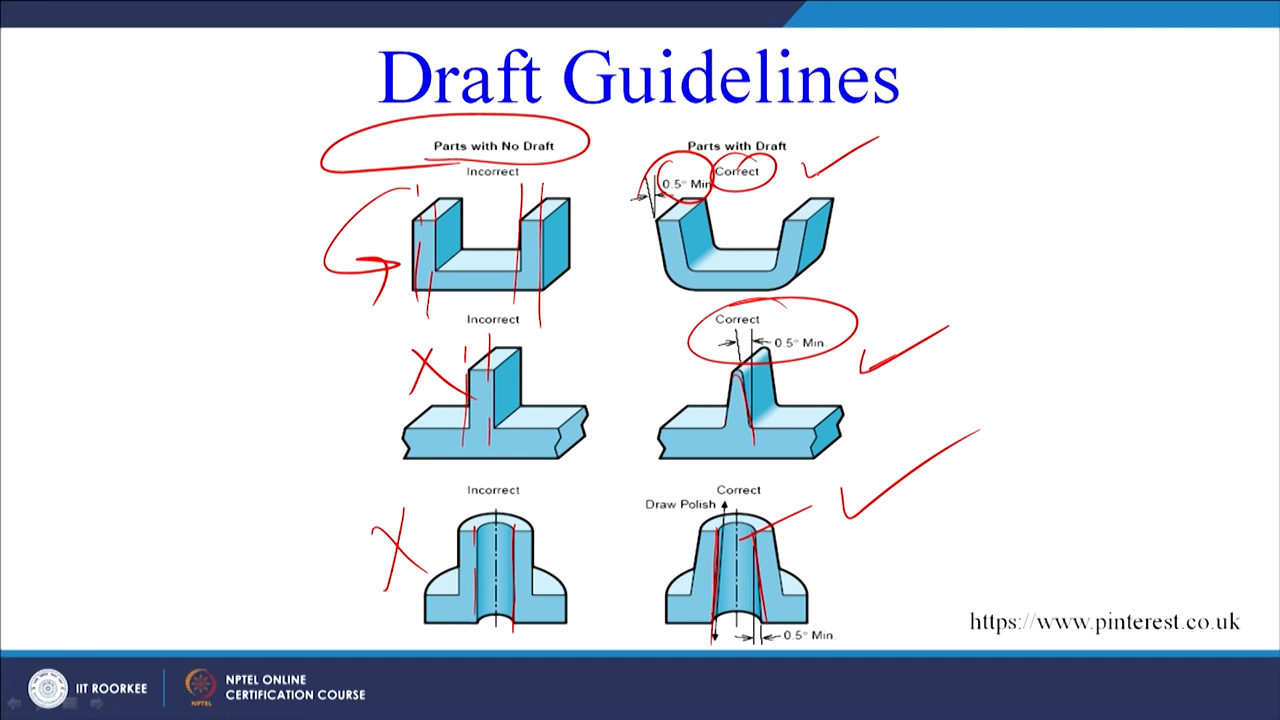 Draft Guidelines
Parts with No Draft
Incorrect
Parts with Draft
Correct
0.5° Min
Incorrect
Correct
0.5° Min
Incorrect
Correct
Draw Polish
0.5° Min.
https://www.pinterest.co.uk
IIT ROORKEE
NPTEL
NPTEL ONLINE
CERTIFICATION COURSE